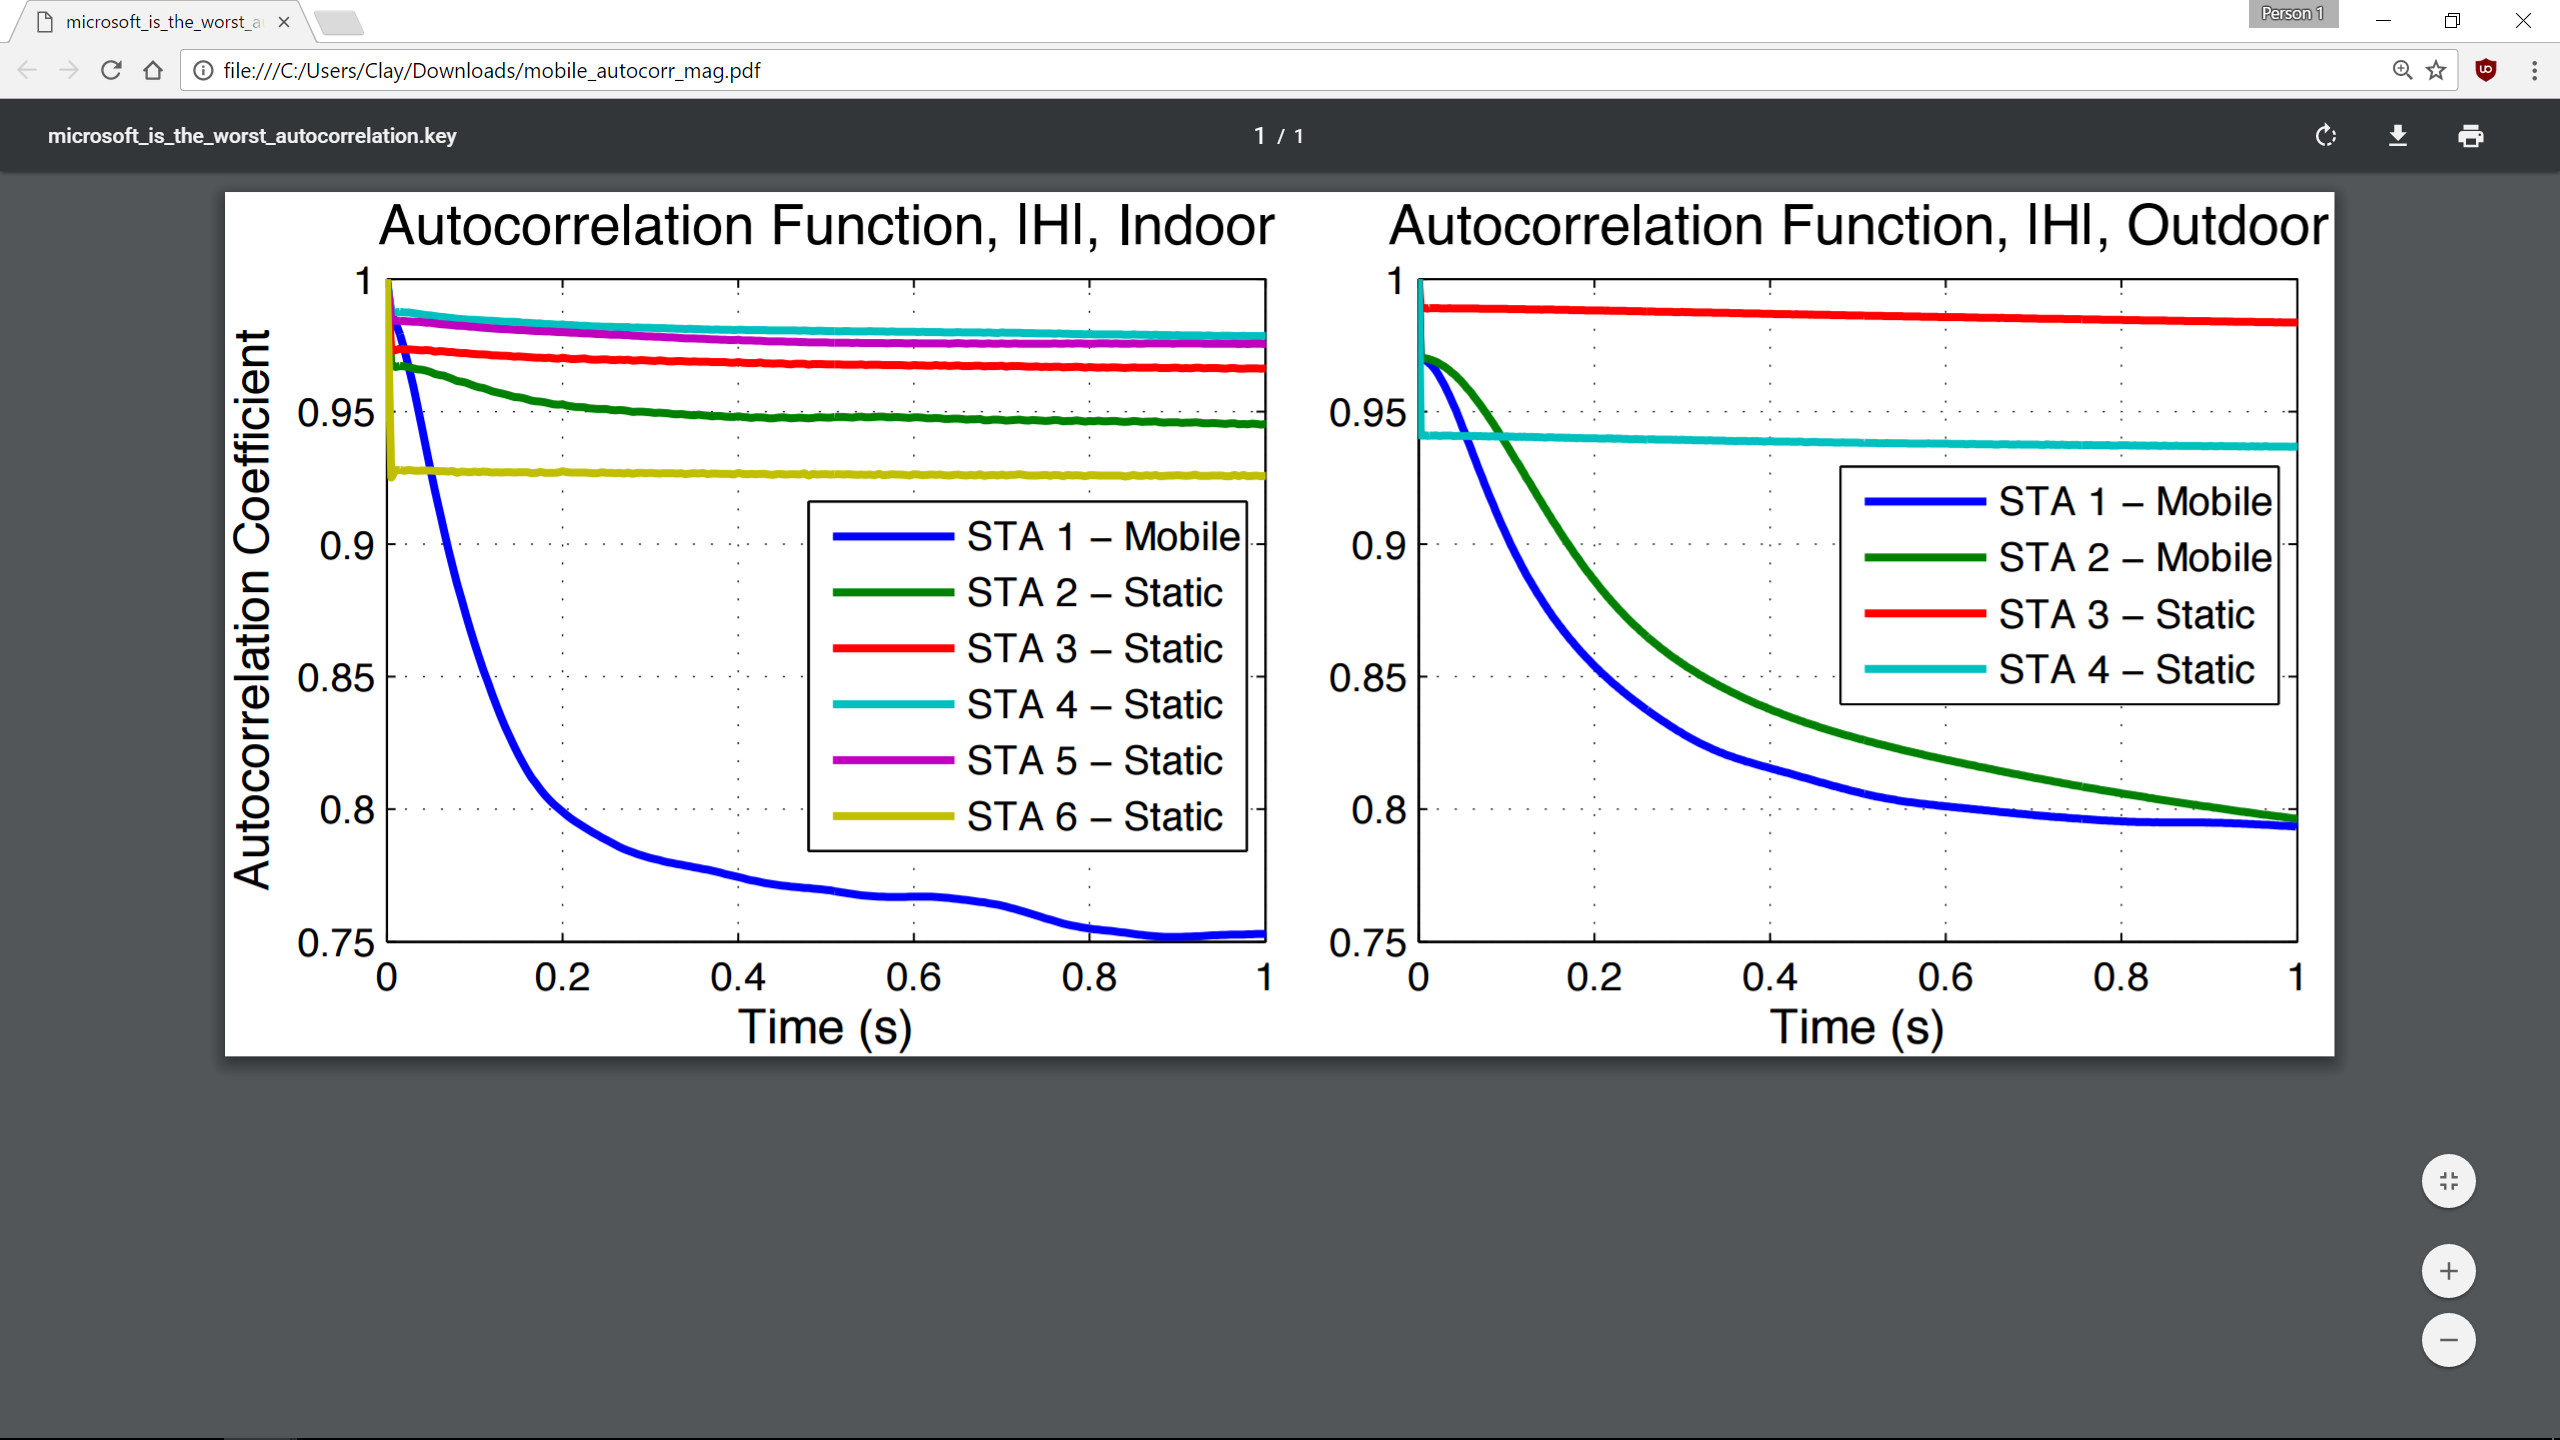 microsoft_is_the_worst_a
Person 1
file:///C:/Users/Clay/Downloads/mobile_autocorr_mag.pdf
microsoft_is_the_worst_autocorrelation.key
1 / 1
Autocorrelation Function, |H|, Indoor
Autocorrelation Coefficient
1
0.95
0.9
0.85
0.8
0.75
0
0.2
0.4
0.6
0.8
1
Time (s)
STA 1 – Mobile
STA 2 – Static
STA 3 – Static
STA 4 – Static
STA 5 – Static
STA 6 – Static
Autocorrelation Function, |H|, Outdoor
1
0.95
0.9
0.85
0.8
0.75
0
0.2
0.4
0.6
0.8
1
Time (s)
STA 1 – Mobile
STA 2 – Mobile
STA 3 – Static
STA 4 – Static